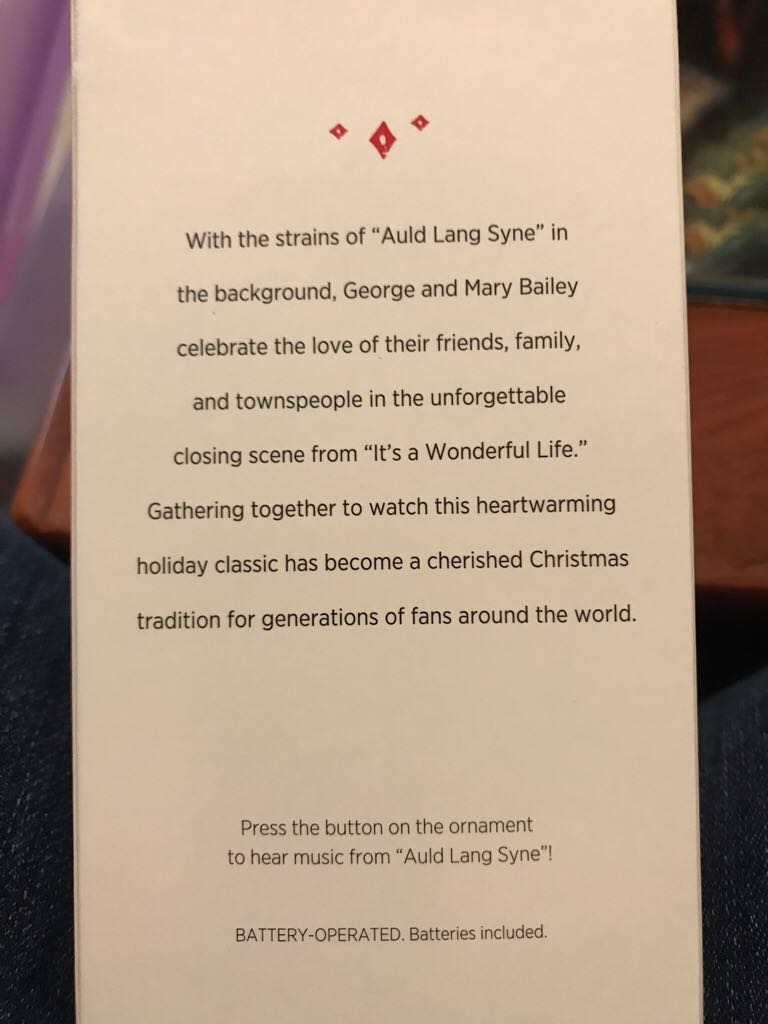 With the strains of “Auld Lang Syne” in
the background, George and Mary Bailey
celebrate the love of their friends, family,
and townspeople in the unforgettable
closing scene from “It’s a Wonderful Life.”
Gathering together to watch this heartwarming
holiday classic has become a cherished Christmas
tradition for generations of fans around the world.
Press the button on the ornament
to hear music from “Auld Lang Syne”!
BATTERY-OPERATED. Batteries included.